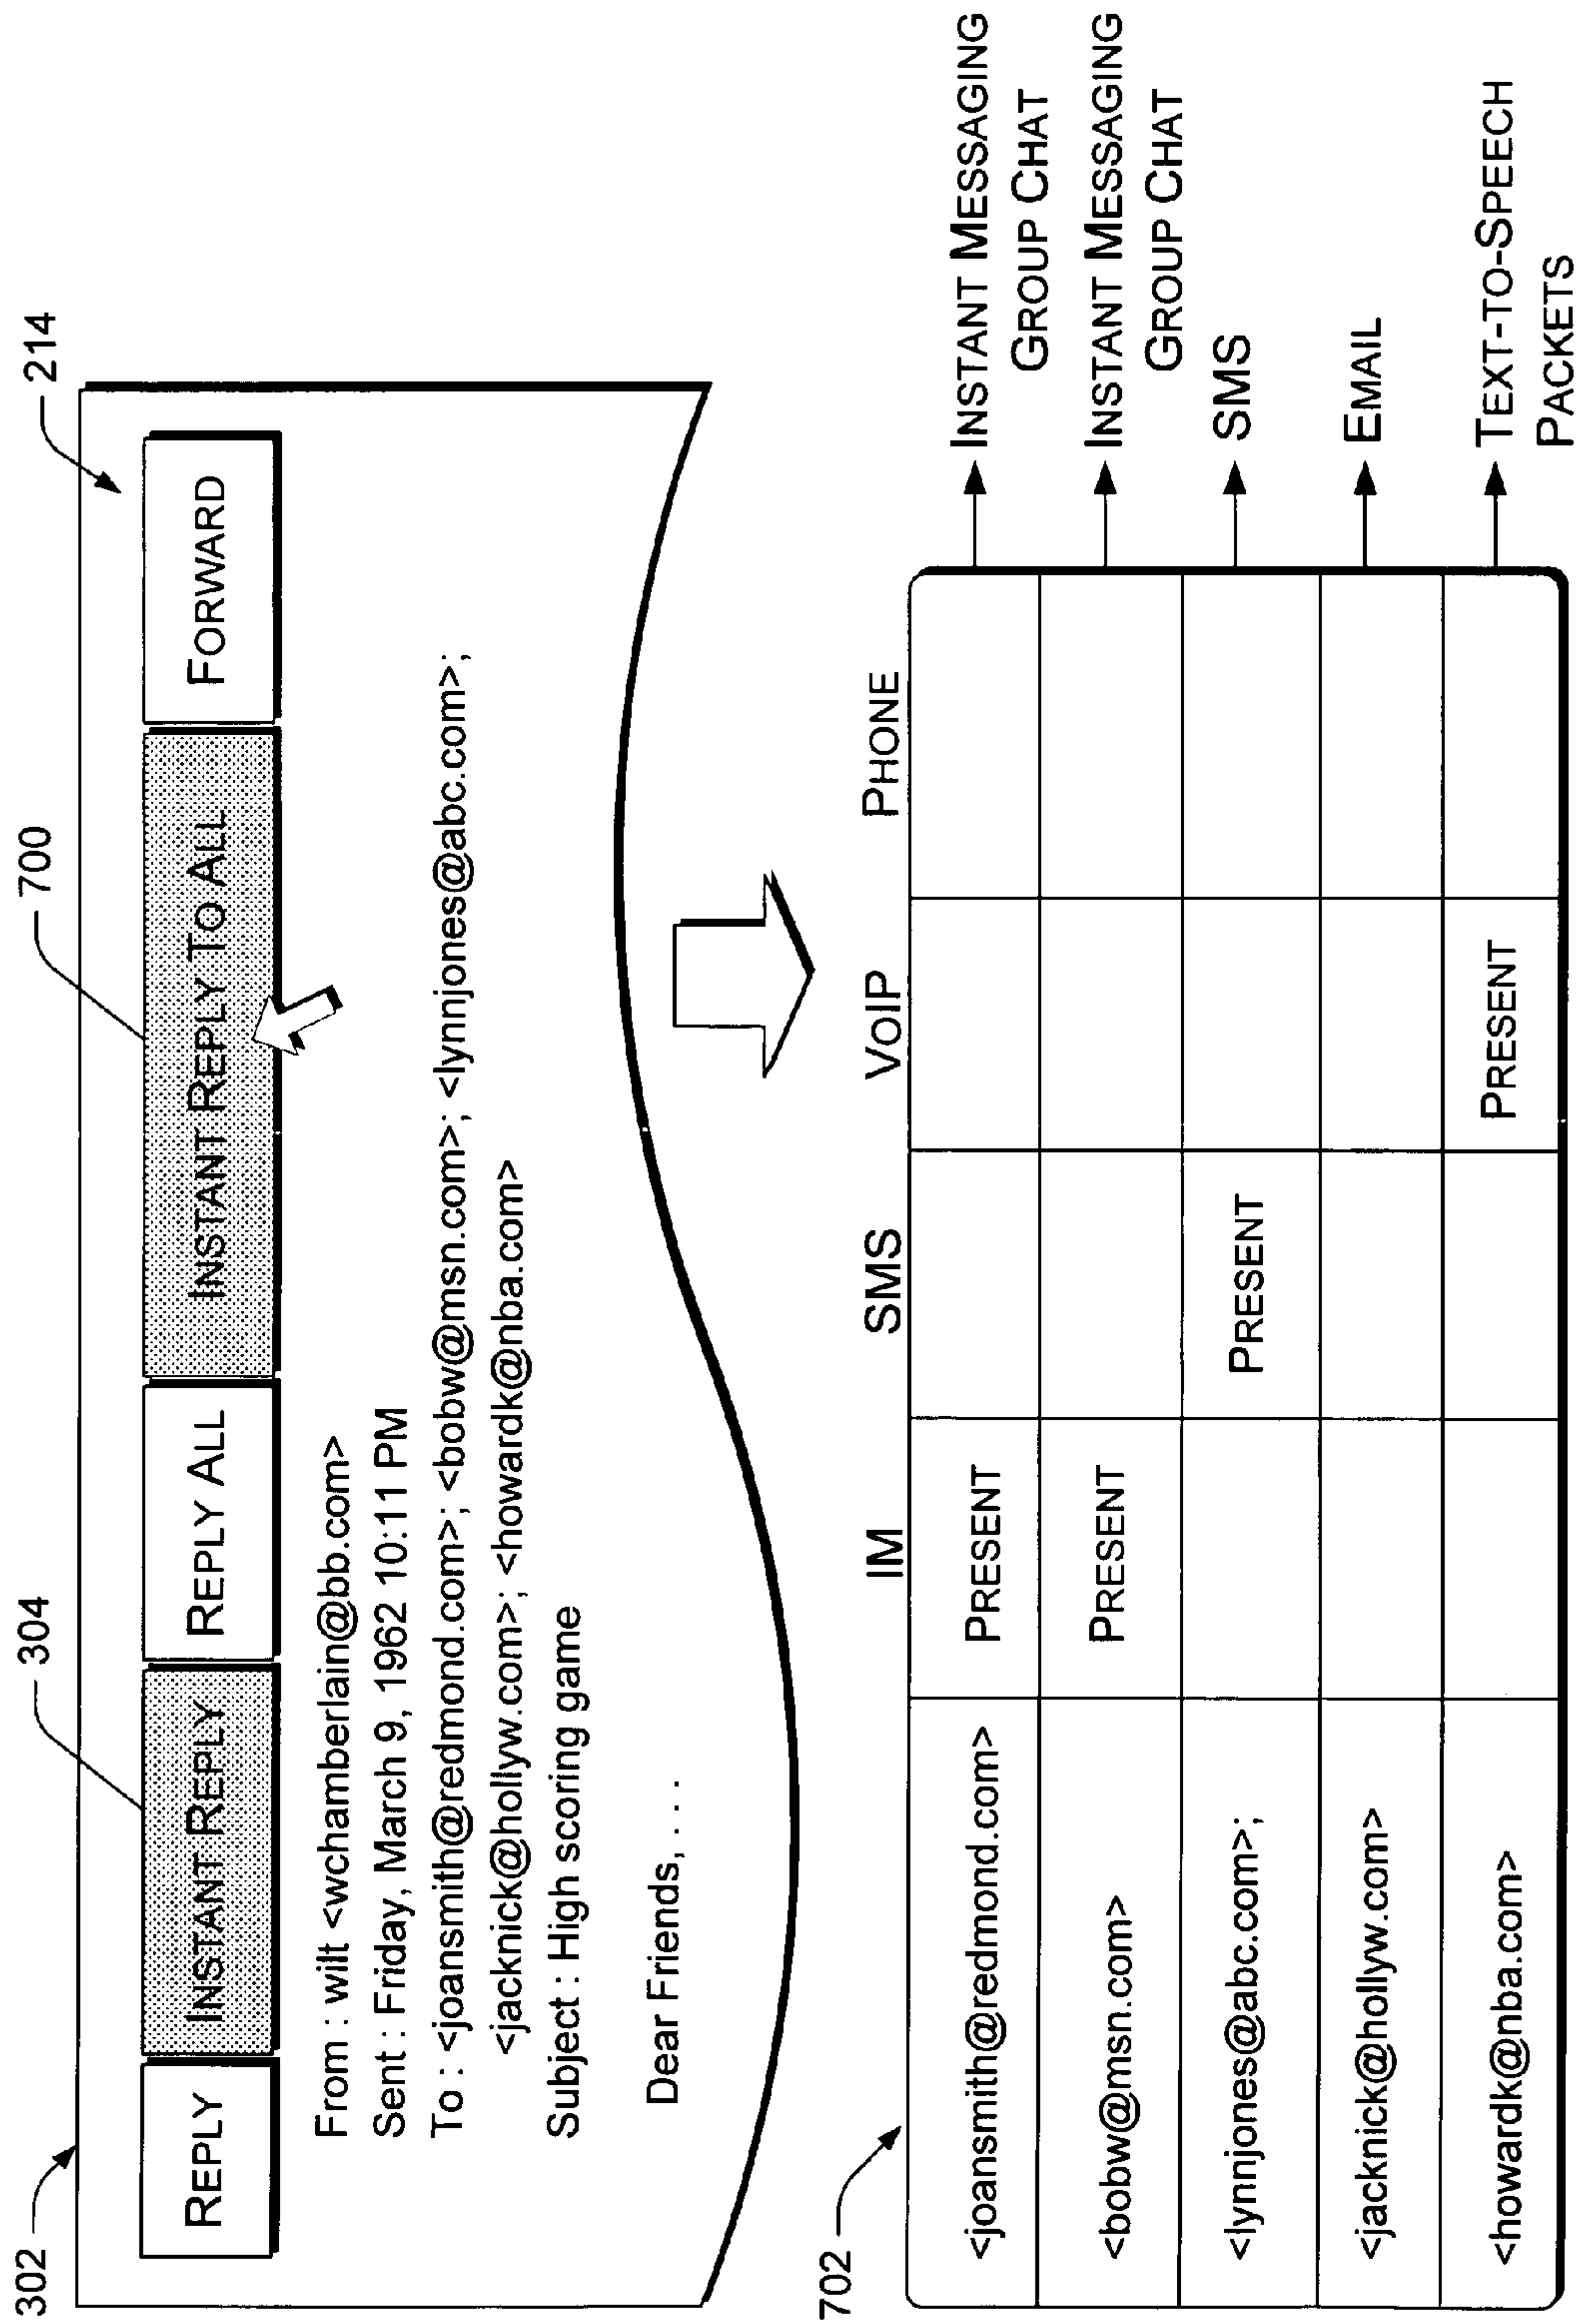 302
304
700
214
REPLY
INSTANT REPLY
REPLY ALL
INSTANT REPLY TO ALL
FORWARD
From : wilt <wchamberlain@bb.com>
Sent : Friday, March 9, 1962 10:11 PM
To : <joansmith@redmond.com>; <bobw@msn.com>; <lynnjones@abc.com>;
<jacknick@hollyw.com>; <howardk@nba.com>
Subject : High scoring game
Dear Friends, . . .
702
IM
SMS
VOIP
PHONE
<joansmith@redmond.com>
PRESENT
INSTANT MESSAGING
GROUP CHAT
<bobw@msn.com>
PRESENT
INSTANT MESSAGING
GROUP CHAT
<lynnjones@abc.com>;
PRESENT
SMS
<jacknick@hollyw.com>
EMAIL
<howardk@nba.com>
PRESENT
TEXT-TO-SPEECH
PACKETS